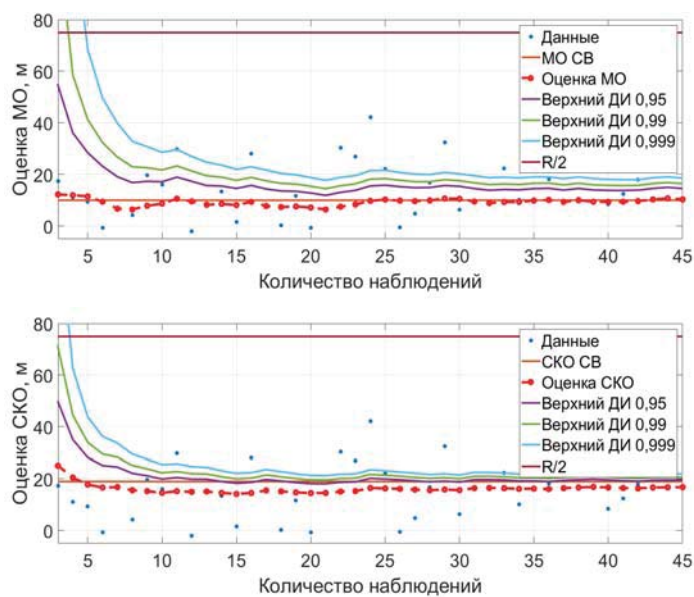 80
60
40
20
0
Оценка МО, м
5
10
15
20
25
30
35
40
45
Количество наблюдений
Данные
МО СВ
Оценка МО
Верхний ДИ 0,95
Верхний ДИ 0,99
Верхний ДИ 0,999
R/2
80
60
40
20
0
Оценка СКО, м
5
10
15
20
25
30
35
40
45
Количество наблюдений
Данные
СКО СВ
Оценка СКО
Верхний ДИ 0,95
Верхний ДИ 0,99
Верхний ДИ 0,999
R/2